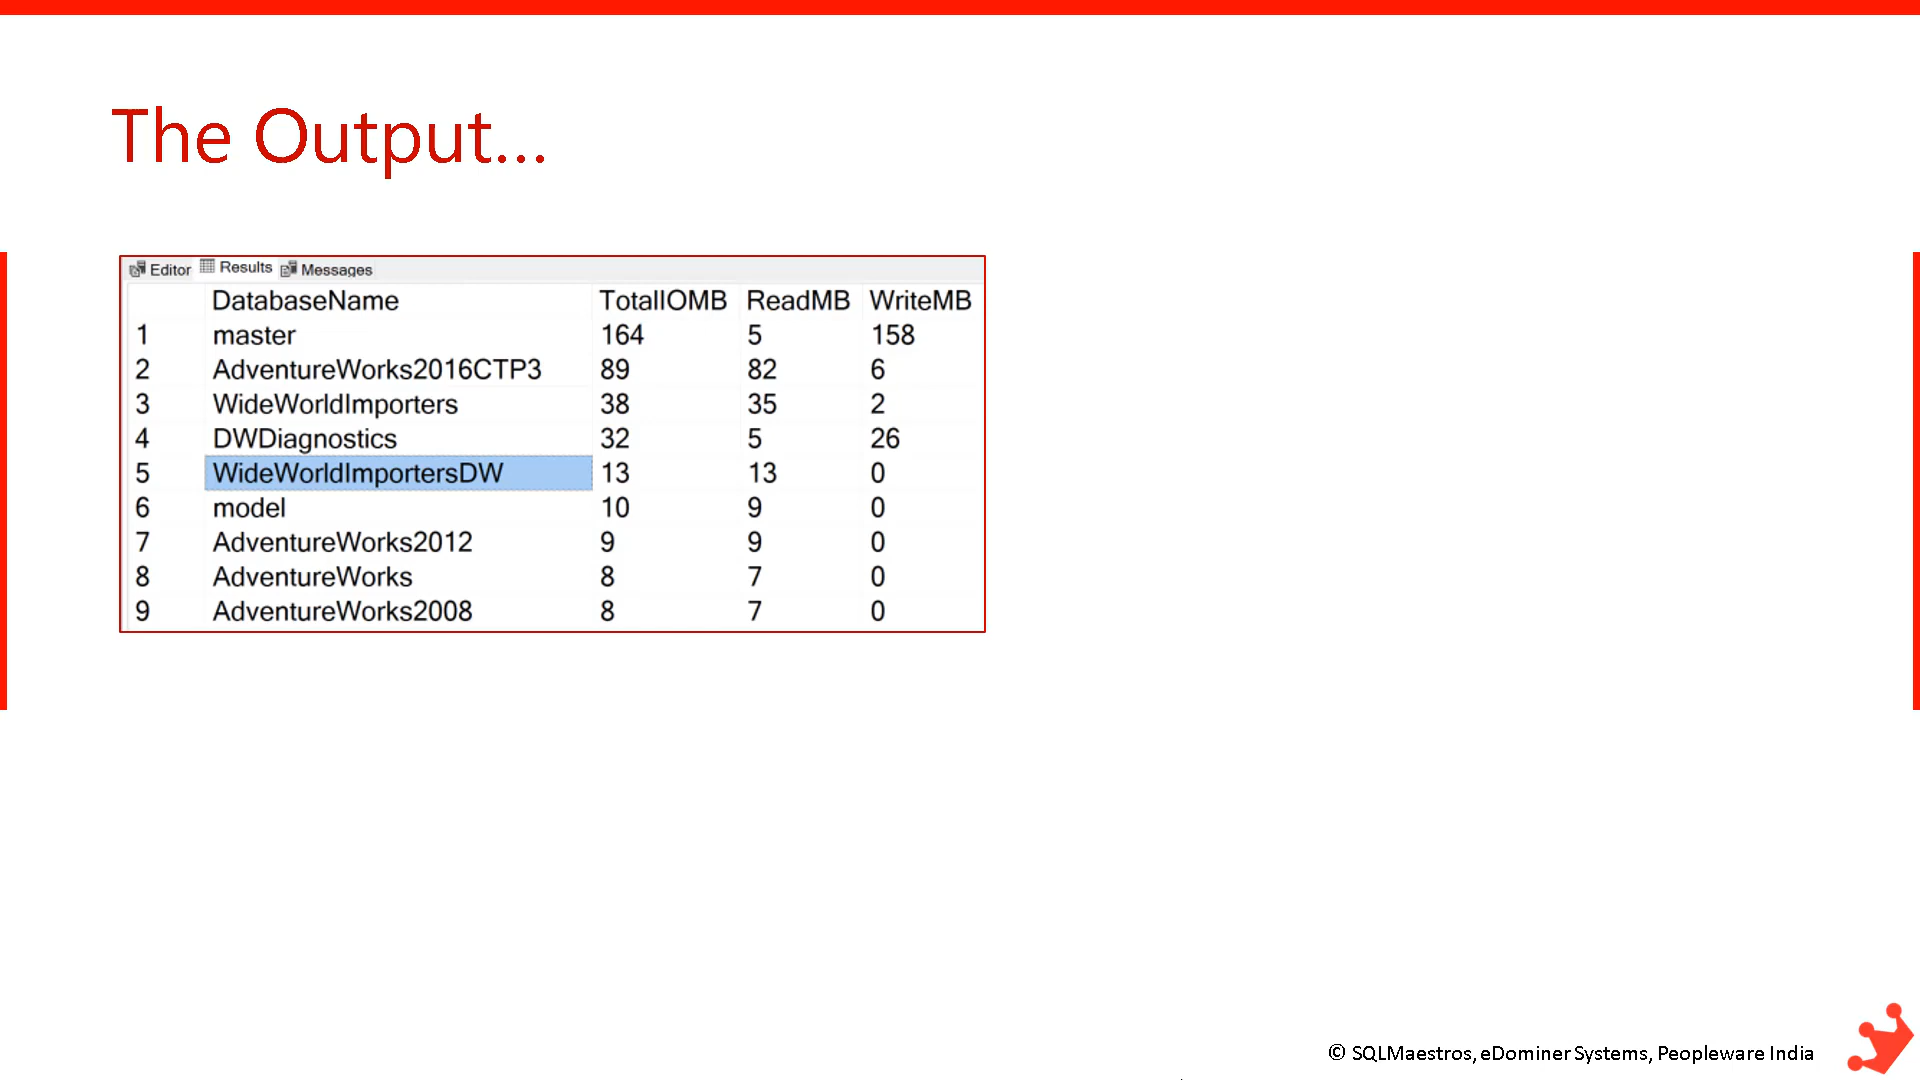 The Output...
Editor Results Messages
DatabaseName TotalIOMB ReadMB WriteMB
1 master 164 5 158
2 AdventureWorks2016CTP3 89 82 6
3 WideWorldImporters 38 35 2
4 DWDiagnostics 32 5 26
5 WideWorldImportersDW 13 13 0
6 model 10 9 0
7 AdventureWorks2012 9 9 0
8 AdventureWorks 8 7 0
9 AdventureWorks2008 8 7 0
© SQLMaestros, eDominer Systems, Peopleware India